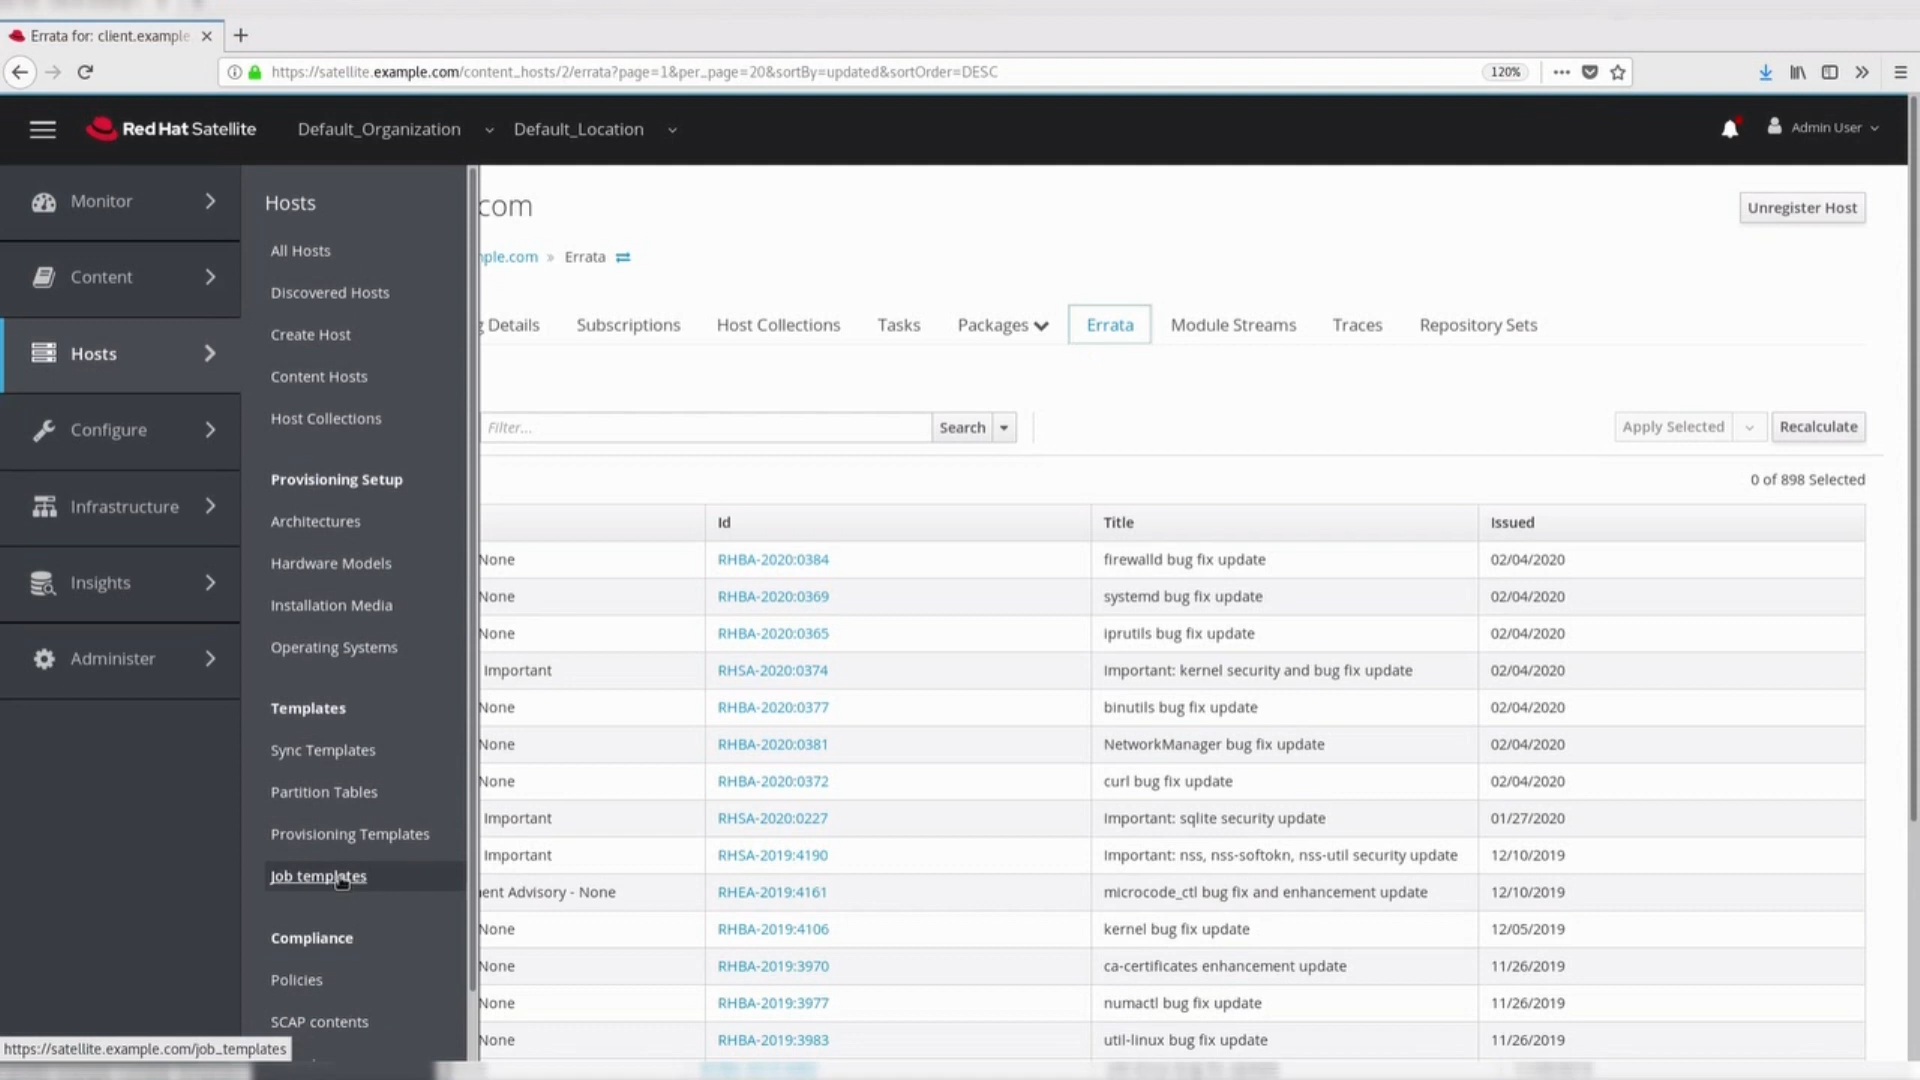 Errata for: client.example
https://satellite.example.com/content_hosts/2/errata?page=1&per_page=20&sortBy=updated&sortOrder=DESC 120%
Red Hat Satellite Default_Organization Default_Location Admin User
Monitor
Content
Hosts
Configure
Infrastructure
Insights
Administer
Hosts
All Hosts
Discovered Hosts
Create Host
Content Hosts
Host Collections
Provisioning Setup
Architectures
Hardware Models
Installation Media
Operating Systems
Templates
Sync Templates
Partition Tables
Provisioning Templates
Job templates
Compliance
Policies
SCAP contents
https://satellite.example.com/job_templates
com Unregister Host
ple.com » Errata
g Details Subscriptions Host Collections Tasks Packages Errata Module Streams Traces Repository Sets
Filter... Search Apply Selected Recalculate
0 of 898 Selected
Id Title Issued
None RHBA-2020:0384 firewalld bug fix update 02/04/2020
None RHBA-2020:0369 systemd bug fix update 02/04/2020
None RHBA-2020:0365 iprutils bug fix update 02/04/2020
Important RHSA-2020:0374 Important: kernel security and bug fix update 02/04/2020
None RHBA-2020:0377 binutils bug fix update 02/04/2020
None RHBA-2020:0381 NetworkManager bug fix update 02/04/2020
None RHBA-2020:0372 curl bug fix update 02/04/2020
Important RHSA-2020:0227 Important: sqlite security update 01/27/2020
Important RHSA-2019:4190 Important: nss, nss-softokn, nss-util security update 12/10/2019
ent Advisory - None RHEA-2019:4161 microcode_ctl bug fix and enhancement update 12/10/2019
None RHBA-2019:4106 kernel bug fix update 12/05/2019
None RHBA-2019:3970 ca-certificates enhancement update 11/26/2019
None RHBA-2019:3977 numactl bug fix update 11/26/2019
None RHBA-2019:3983 util-linux bug fix update 11/26/2019